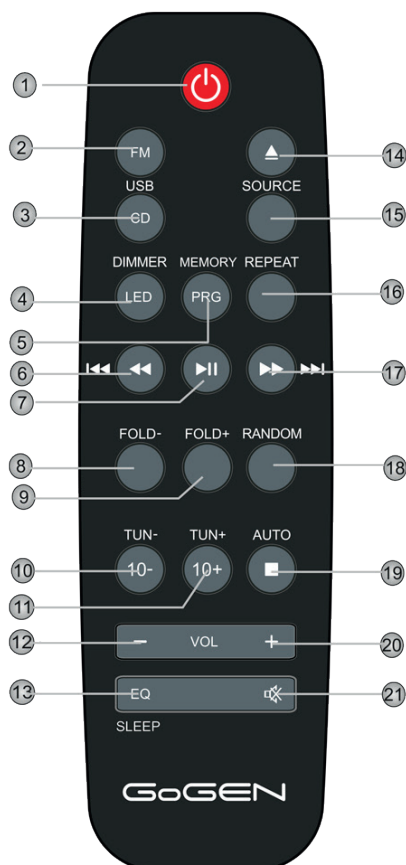 1
2
FM
14
USB
SOURCE
3
CD
15
DIMMER MEMORY REPEAT
4
LED
PRG
16
5
6
17
7
FOLD- FOLD+ RANDOM
8
18
9
TUN- TUN+ AUTO
10
10-
10+
19
11
12
- VOL +
20
13
EQ
21
SLEEP
GoGEN